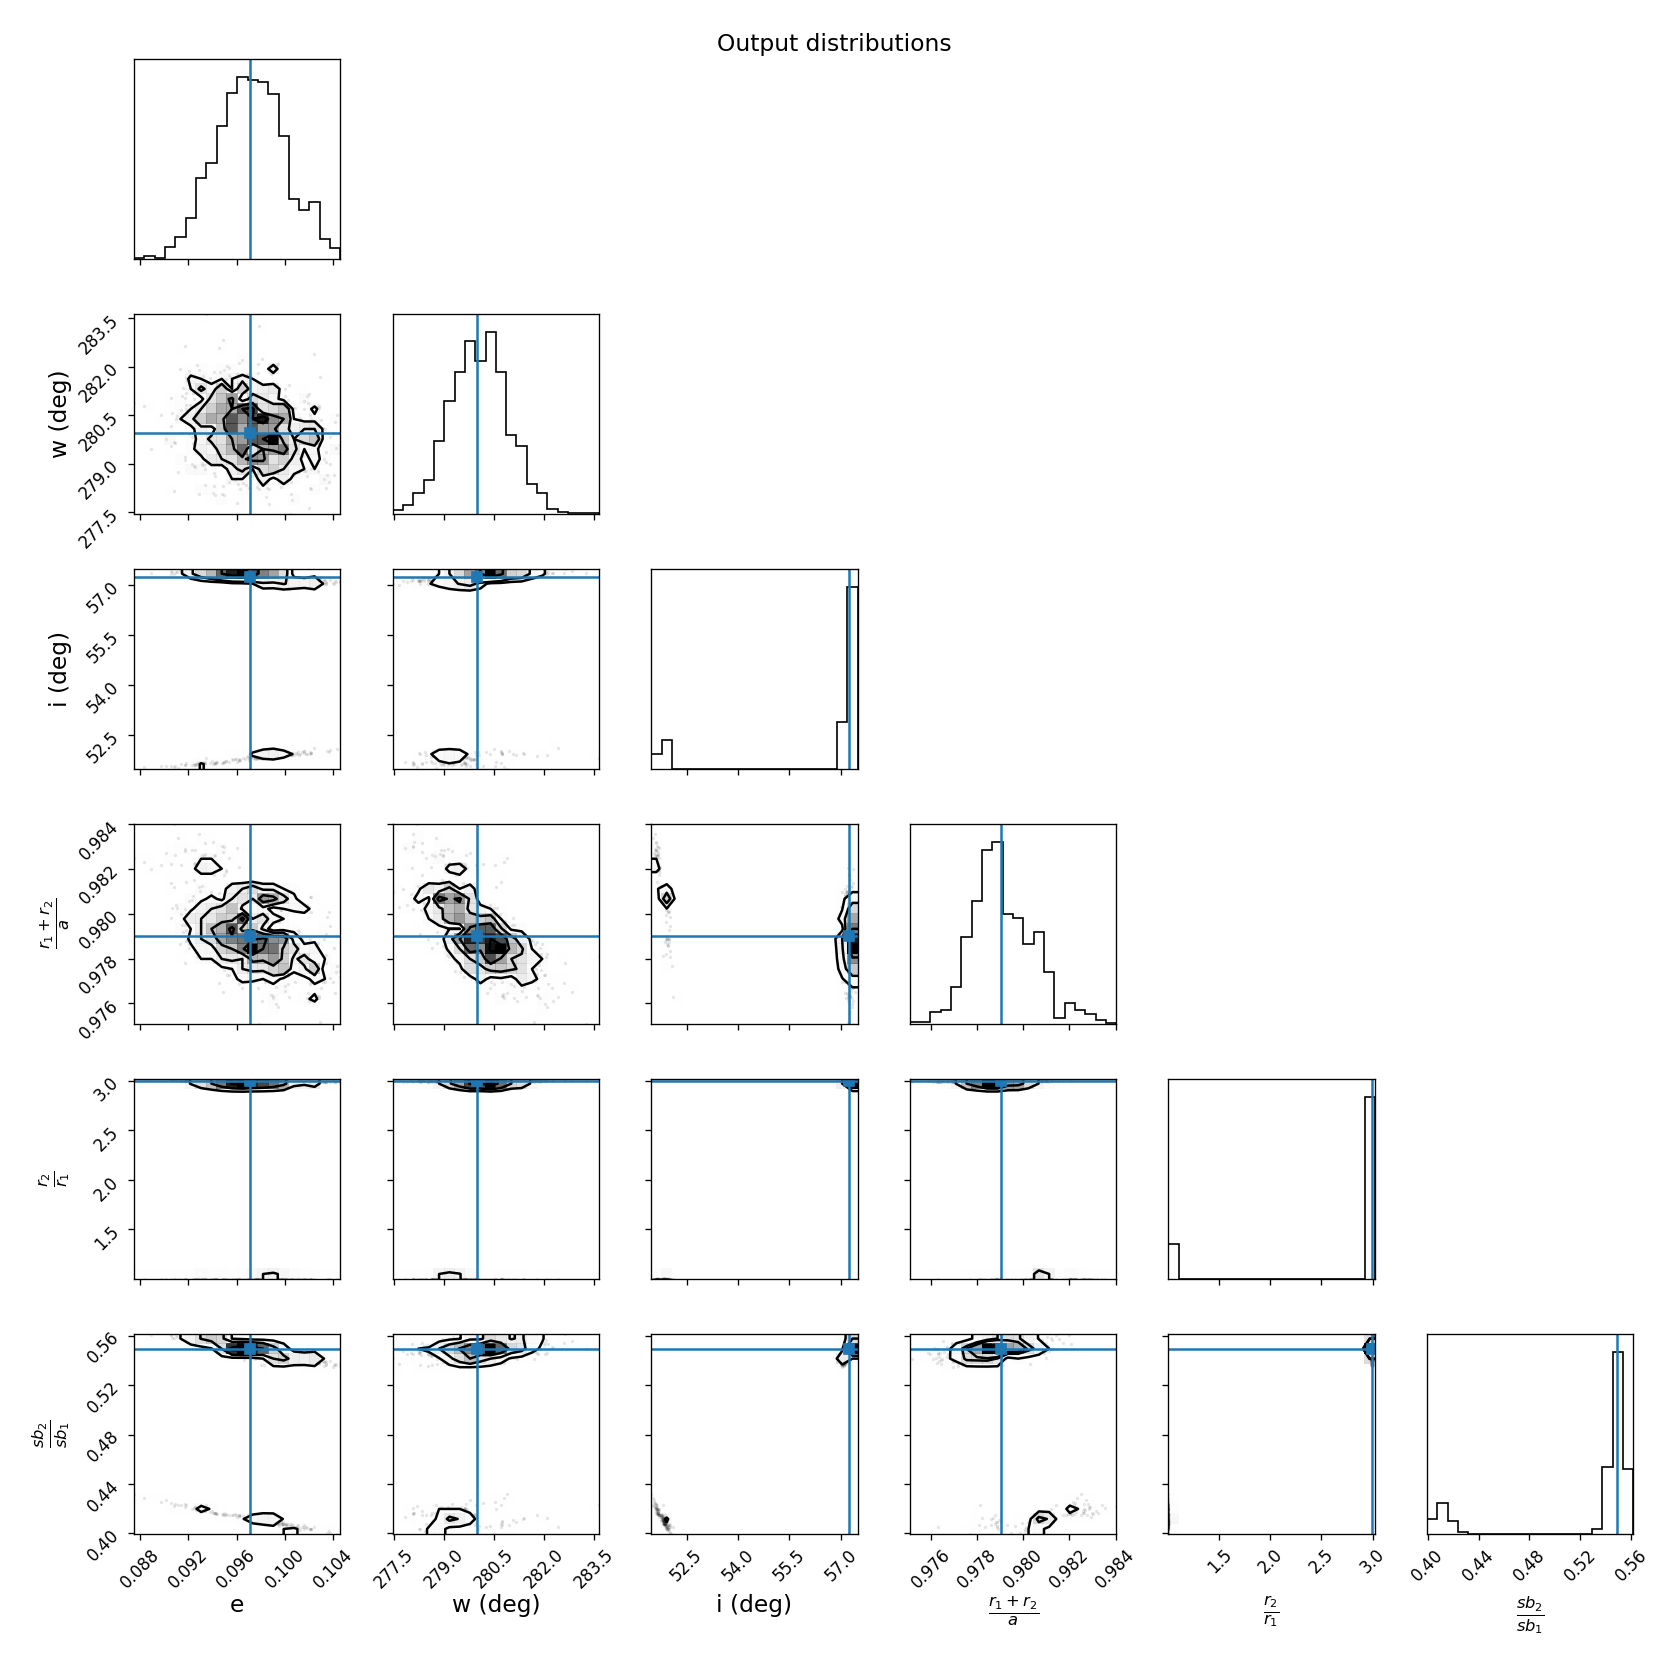 Output distributions
w (deg)
283.5
282.0
280.5
279.0
277.5
i (deg)
57.0
55.5
54.0
52.5
r₁ + r₂
a
0.984
0.982
0.980
0.978
0.976
r₂
r₁
3.0
2.5
2.0
1.5
sb₂
sb₁
0.56
0.52
0.48
0.44
0.40
0.088 0.092 0.096 0.100 0.104 277.5 279.0 280.5 282.0 283.5 52.5 54.0 55.5 57.0 0.976 0.978 0.980 0.982 0.984 1.5 2.0 2.5 3.0 0.40 0.44 0.48 0.52 0.56
e w (deg) i (deg) r₁ + r₂ r₂ sb₂
a r₁ sb₁